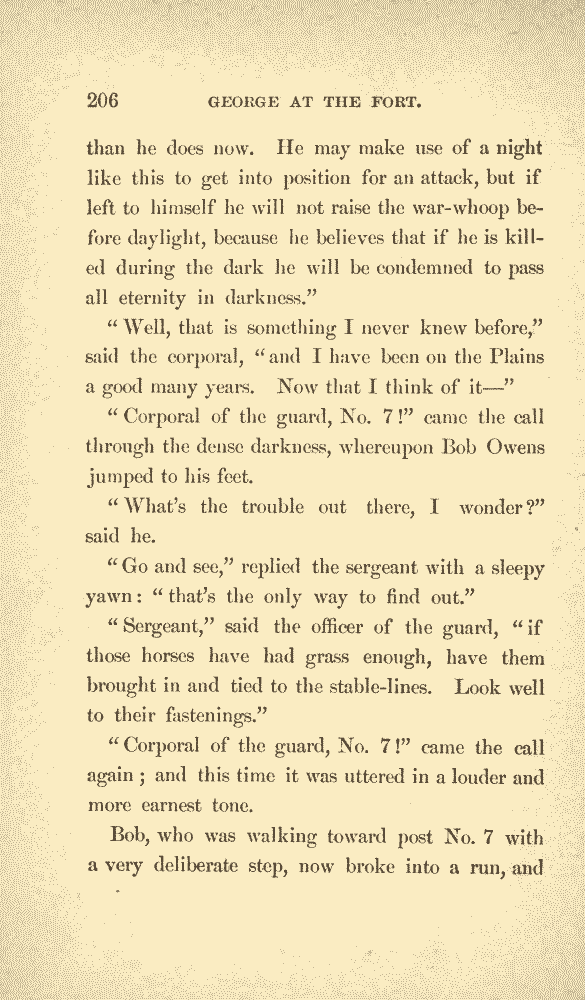 206 GEORGE AT THE FORT.
than he does now. He may make use of a night
like this to get into position for an attack, but if
left to himself he will not raise the war-whoop be-
fore daylight, because he believes that if he is kill-
ed during the dark he will be condemned to pass
all eternity in darkness.”
“Well, that is something I never knew before,”
said the corporal, “and I have been on the Plains
a good many years. Now that I think of it—”
“Corporal of the guard, No. 7!” came the call
through the dense darkness, whereupon Bob Owens
jumped to his feet.
“What’s the trouble out there, I wonder?”
said he.
“Go and see,” replied the sergeant with a sleepy
yawn: “that’s the only way to find out.”
“Sergeant,” said the officer of the guard, “if
those horses have had grass enough, have them
brought in and tied to the stable-lines. Look well
to their fastenings.”
“Corporal of the guard, No. 7!” came the call
again; and this time it was uttered in a louder and
more earnest tone.
Bob, who was walking toward post No. 7 with
a very deliberate step, now broke into a run, and